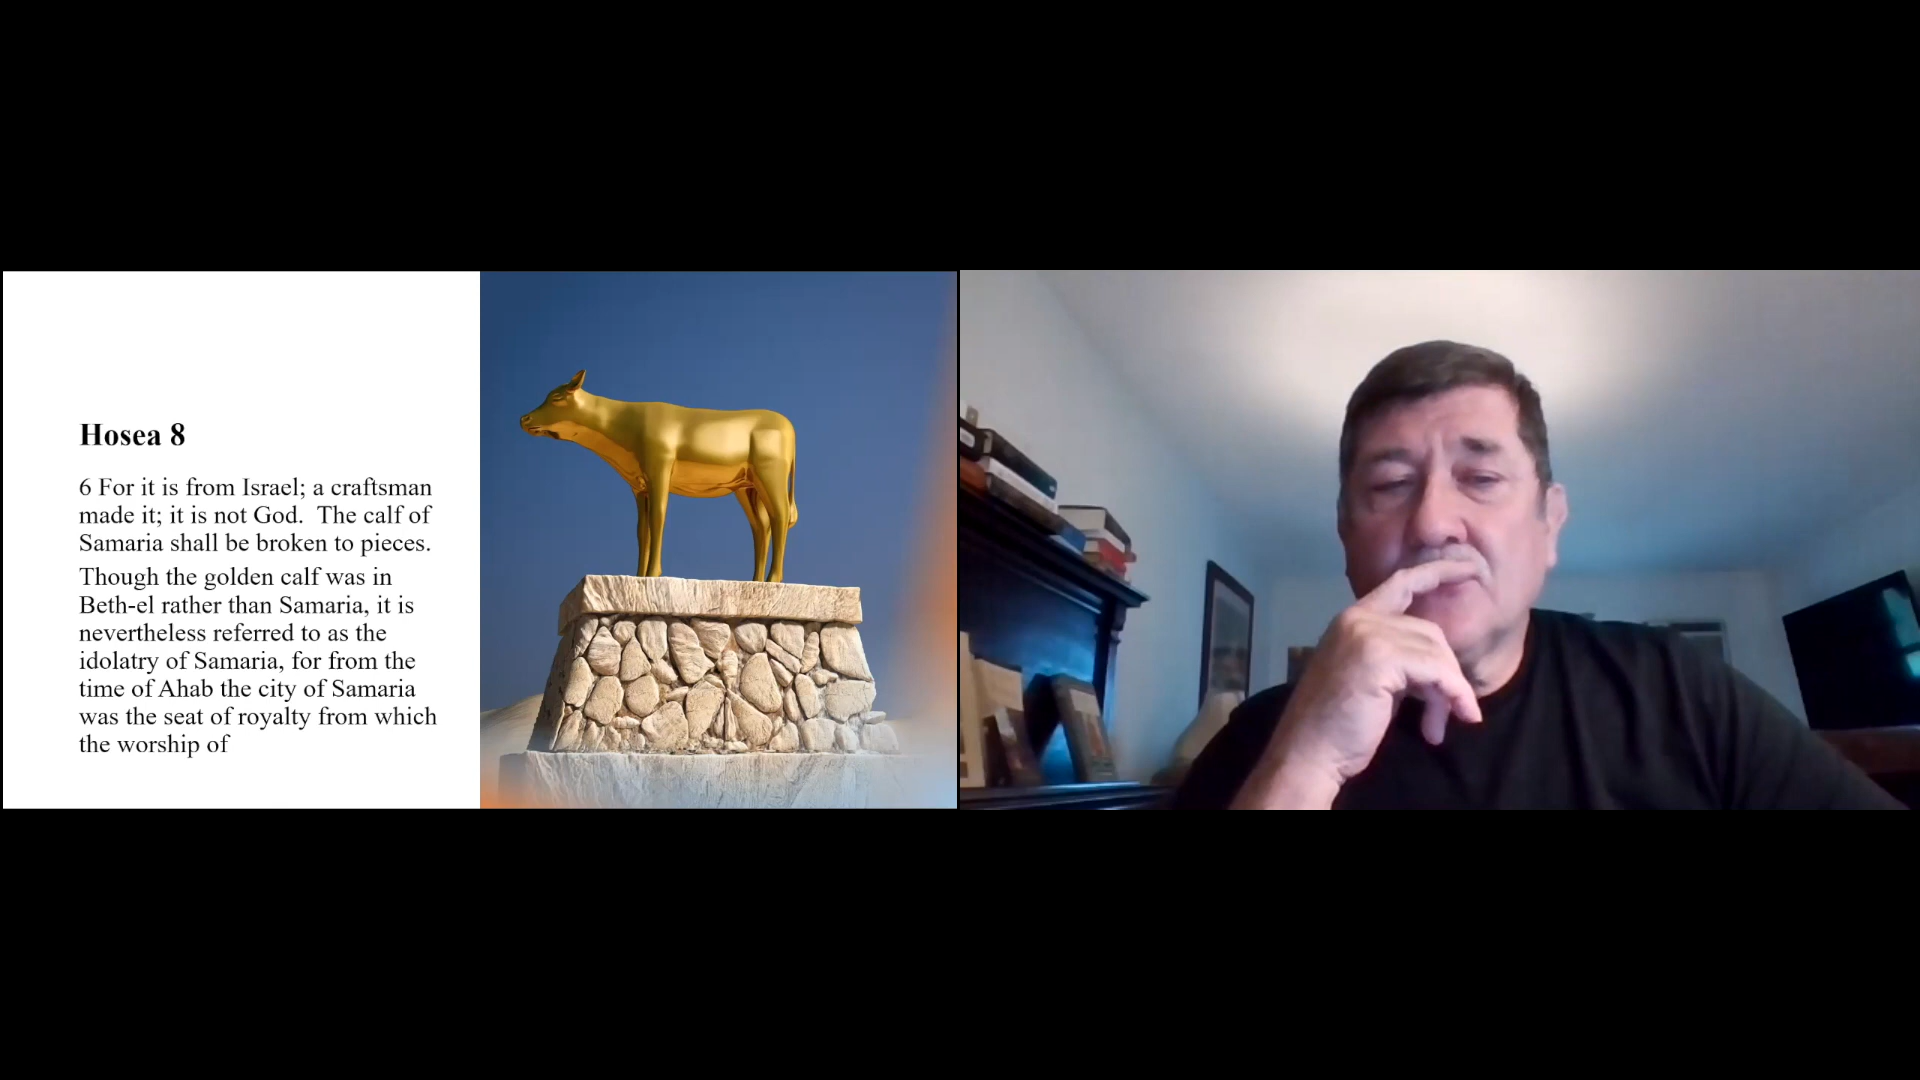 Hosea 8
6 For it is from Israel; a craftsman
made it; it is not God.  The calf of
Samaria shall be broken to pieces.
Though the golden calf was in
Beth-el rather than Samaria, it is
nevertheless referred to as the
idolatry of Samaria, for from the
time of Ahab the city of Samaria
was the seat of royalty from which
the worship of